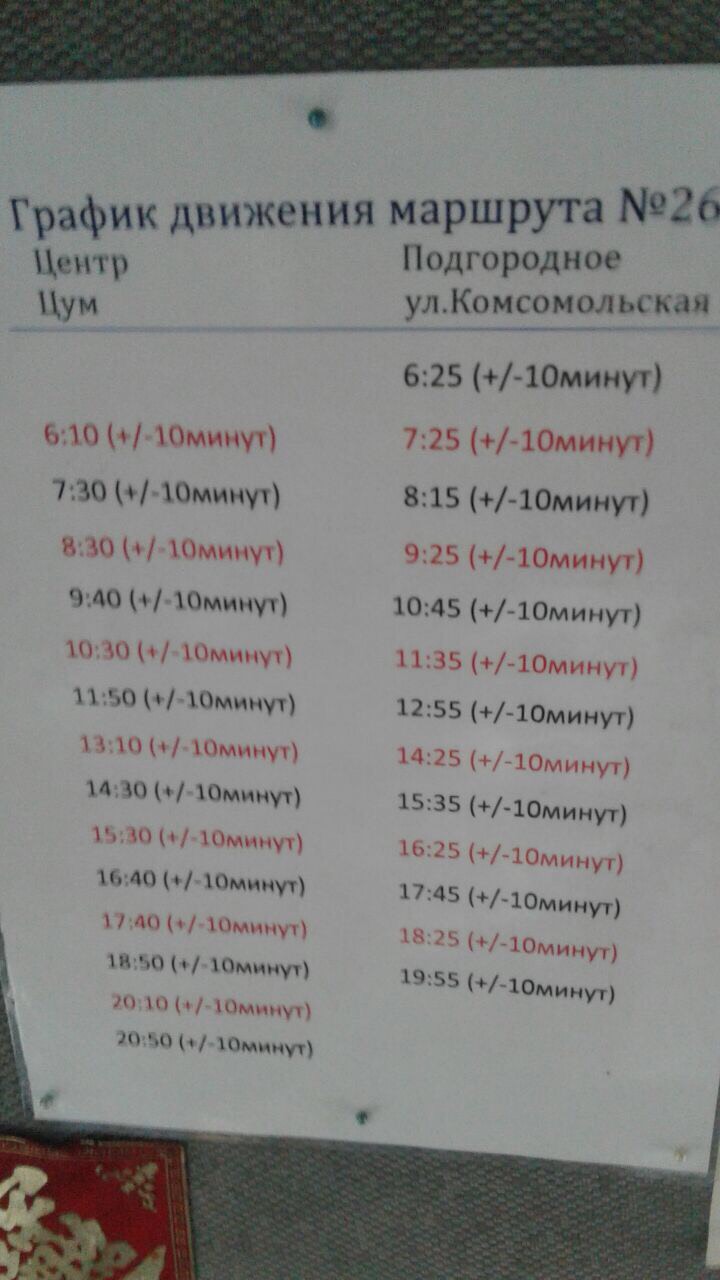 График движения маршрута №26
Центр Подгородное
Цум ул.Комсомольская
6:25 (+/-10минут)
6:10 (+/-10минут) 7:25 (+/-10минут)
7:30 (+/-10минут) 8:15 (+/-10минут)
8:30 (+/-10минут) 9:25 (+/-10минут)
9:40 (+/-10минут) 10:45 (+/-10минут)
10:30 (+/-10минут) 11:35 (+/-10минут)
11:50 (+/-10минут) 12:55 (+/-10минут)
13:10 (+/-10минут) 14:25 (+/-10минут)
14:30 (+/-10минут) 15:35 (+/-10минут)
15:30 (+/-10минут) 16:25 (+/-10минут)
16:40 (+/-10минут) 17:45 (+/-10минут)
17:40 (+/-10минут) 18:25 (+/-10минут)
18:50 (+/-10минут) 19:55 (+/-10минут)
20:10 (+/-10минут)
20:50 (+/-10минут)